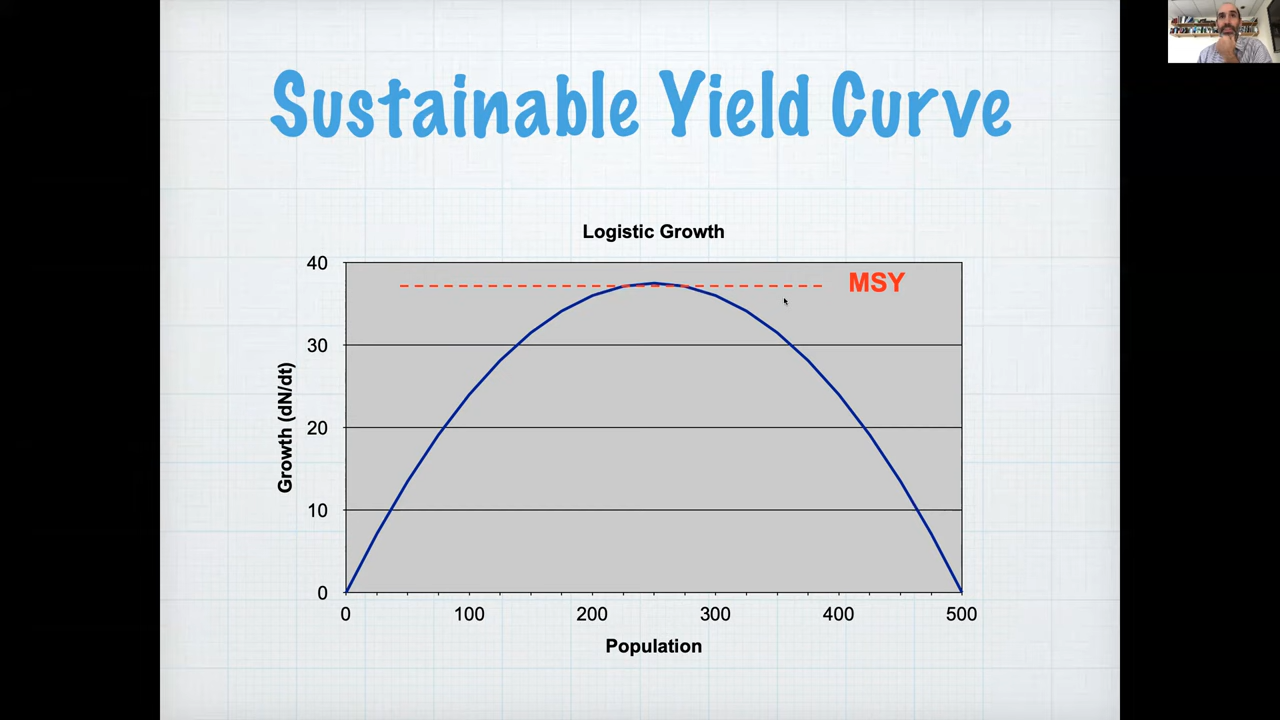 Sustainable Yield Curve
Logistic Growth
40
MSY
30
20
10
0
Growth (dN/dt)
0 100 200 300 400 500
Population